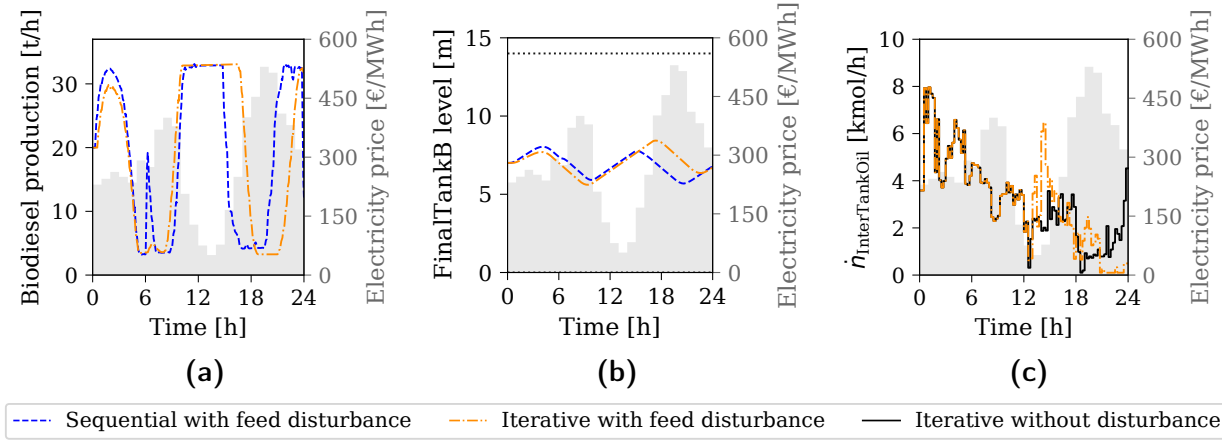 Biodiesel production [t/h]
30
20
10
0
0 6 12 18 24
Time [h]
600
450
300
150
0
Electricity price [€/MWh]
(a)
FinalTankB level [m]
15
10
5
0
0 6 12 18 24
Time [h]
600
450
300
150
0
Electricity price [€/MWh]
(b)
ṅInterTankOil [kmol/h]
10
8
6
4
2
0
0 6 12 18 24
Time [h]
600
450
300
150
0
Electricity price [€/MWh]
(c)
Sequential with feed disturbance Iterative with feed disturbance Iterative without disturbance